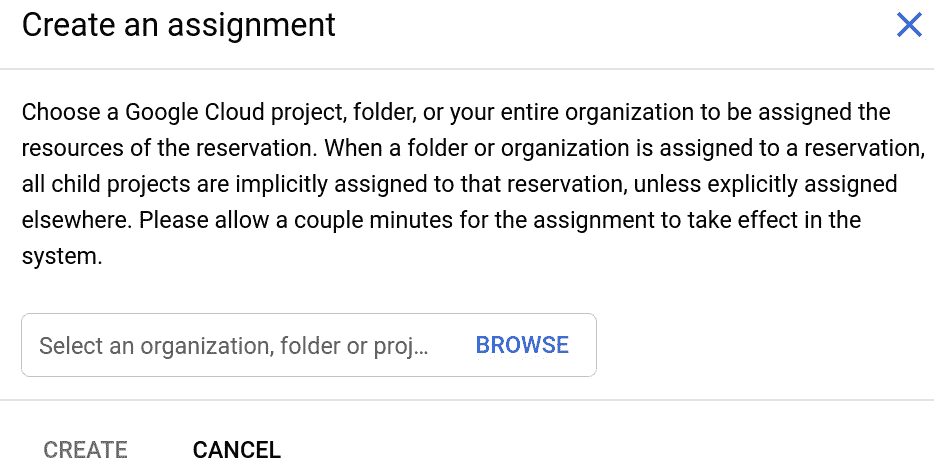 Create an assignment
Choose a Google Cloud project, folder, or your entire organization to be assigned the
resources of the reservation. When a folder or organization is assigned to a reservation,
all child projects are implicitly assigned to that reservation, unless explicitly assigned
elsewhere. Please allow a couple minutes for the assignment to take effect in the
system.
Select an organization, folder or proj... BROWSE
CREATE CANCEL